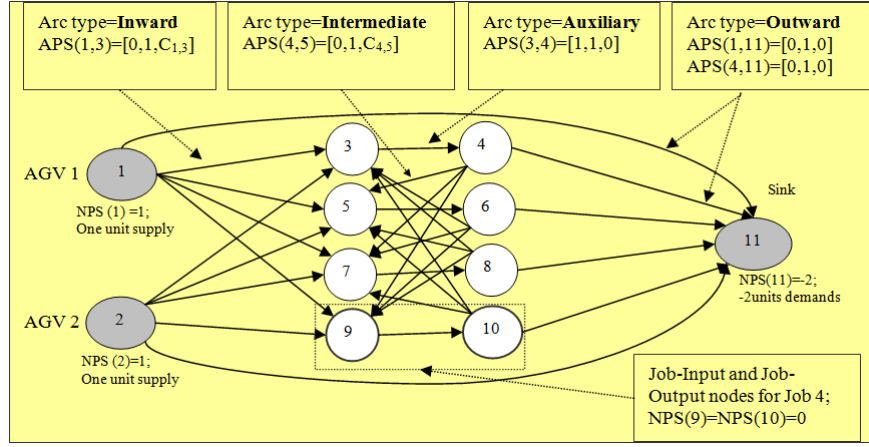 Arc type=Inward
APS(1,3)=[0,1,C1,3]
Arc type=Intermediate
APS(4,5)=[0,1,C4,5]
Arc type=Auxiliary
APS(3,4)=[1,1,0]
Arc type=Outward
APS(1,11)=[0,1,0]
APS(4,11)=[0,1,0]
AGV 1
1
NPS (1) =1;
One unit supply
3
4
5
6
7
8
9
10
Sink
11
NPS(11)=-2;
-2units demands
AGV 2
2
NPS (2)=1;
One unit supply
Job-Input and Job-
Output nodes for Job 4;
NPS(9)=NPS(10)=0